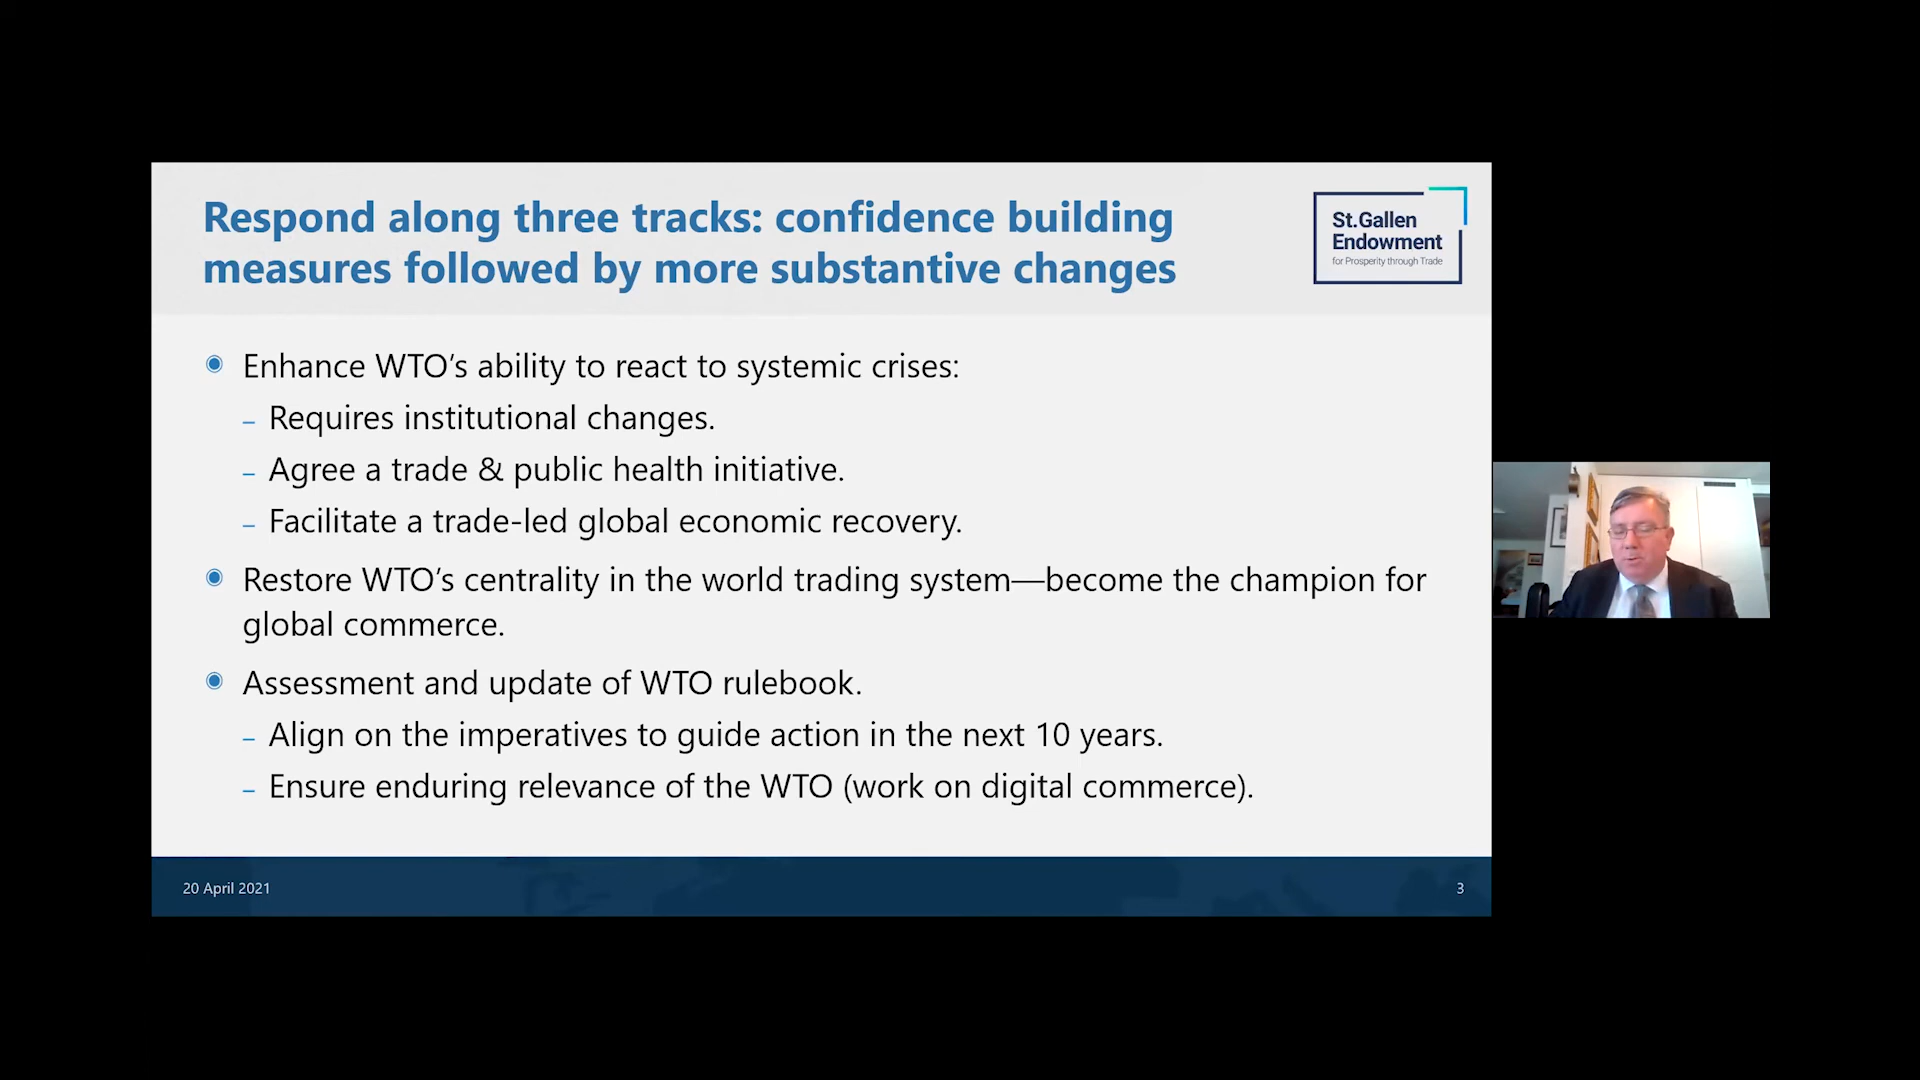 Respond along three tracks: confidence building
measures followed by more substantive changes
St.Gallen
Endowment
for Prosperity through Trade
Enhance WTO’s ability to react to systemic crises:
– Requires institutional changes.
– Agree a trade & public health initiative.
– Facilitate a trade-led global economic recovery.
Restore WTO’s centrality in the world trading system—become the champion for
global commerce.
Assessment and update of WTO rulebook.
– Align on the imperatives to guide action in the next 10 years.
– Ensure enduring relevance of the WTO (work on digital commerce).
20 April 2021
3